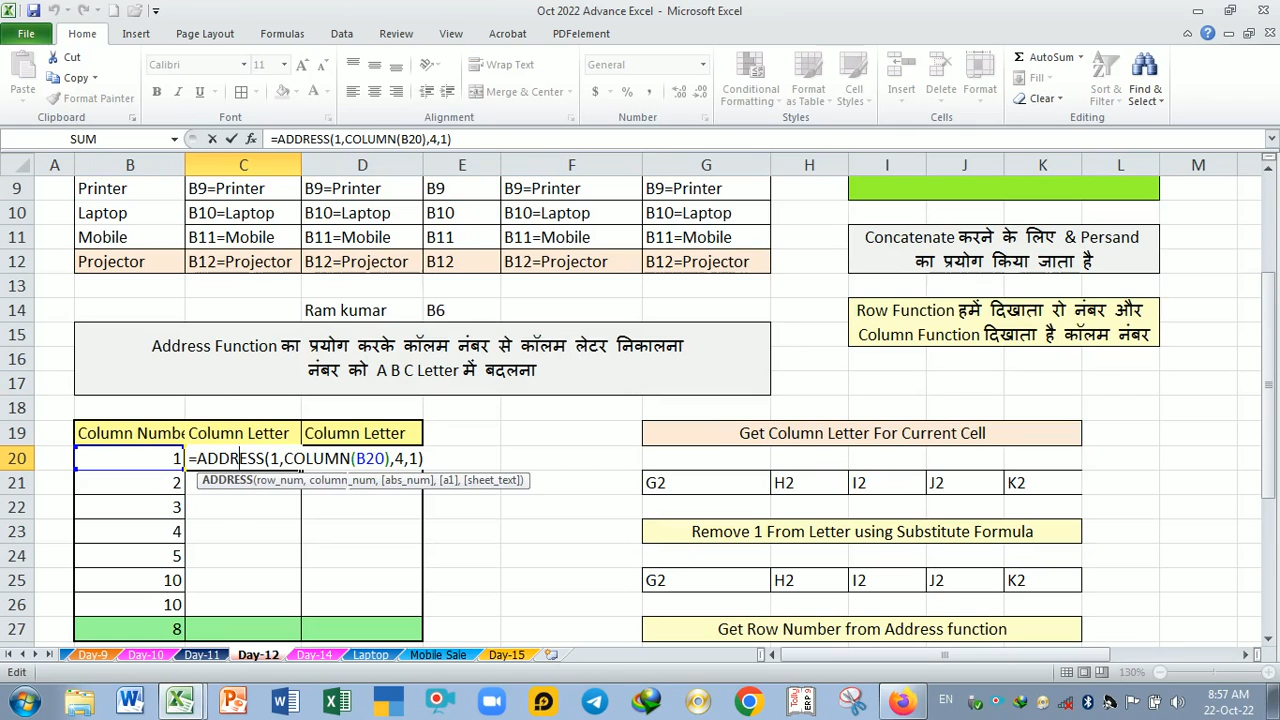 Oct 2022 Advance Excel - Microsoft Excel
File Home Insert Page Layout Formulas Data Review View Acrobat PDFelement
Cut Calibri 11 Wrap Text General AutoSum
Copy Fill
Paste Format Painter B I U Merge & Center $ % , Conditional Formatting Format as Table Cell Styles Insert Delete Format Clear Sort & Filter Find & Select
Clipboard Font Alignment Number Styles Cells Editing
SUM fx =ADDRESS(1,COLUMN(B20),4,1)
A B C D E F G H I J K L M
9 Printer B9=Printer B9=Printer B9 B9=Printer B9=Printer
10 Laptop B10=Laptop B10=Laptop B10 B10=Laptop B10=Laptop
11 Mobile B11=Mobile B11=Mobile B11 B11=Mobile B11=Mobile Concatenate करने के लिए & Persand
12 Projector B12=Projector B12=Projector B12 B12=Projector B12=Projector का प्रयोग किया जाता है
13
14 Ram kumar B6 Row Function हमें दिखाता रो नंबर और
15 Address Function का प्रयोग करके कॉलम नंबर से कॉलम लेटर निकालना Column Function दिखाता है कॉलम नंबर
16 नंबर को A B C Letter में बदलना
17
18
19 Column Numbe Column Letter Column Letter Get Column Letter For Current Cell
20 1 =ADDRESS(1,COLUMN(B20),4,1)
ADDRESS(row_num, column_num, [abs_num], [a1], [sheet_text])
21 2 G2 H2 I2 J2 K2
22 3
23 4 Remove 1 From Letter using Substitute Formula
24 5
25 10 G2 H2 I2 J2 K2
26 10
27 8 Get Row Number from Address function
Day-9 Day-10 Day-11 Day-12 Day-14 Laptop Mobile Sale Day-15
Edit 130%
EN 8:57 AM
22-Oct-22